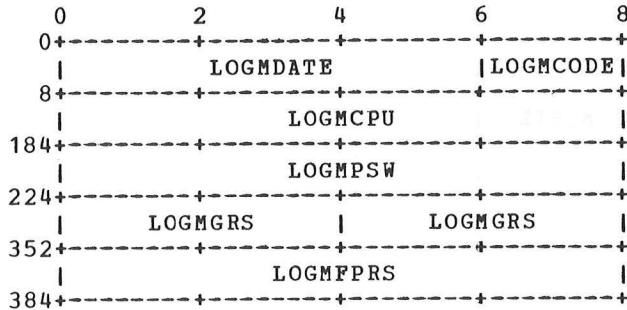 0 2 4 6 8
0+---------+---------+---------+---------+
| LOGMDATE |LOGMCODE|
8+---------+---------+---------+---------+
| LOGMCPU |
184+---------+---------+---------+---------+
| LOGMPSW |
224+---------+---------+---------+---------+
| LOGMGRS | LOGMGRS |
352+---------+---------+---------+---------+
| LOGMFPRS |
384+---------+---------+---------+---------+